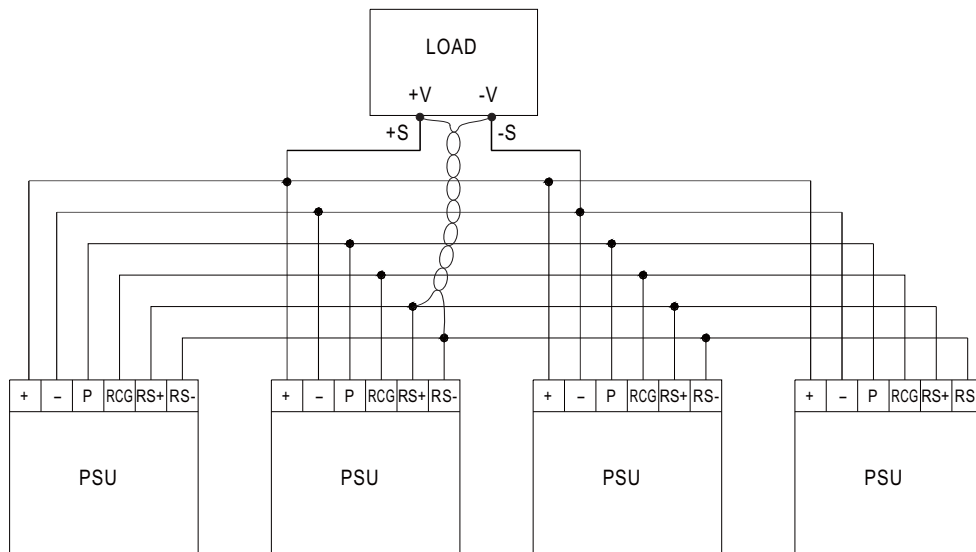 LOAD
+V -V
+S -S
+ – P RCG RS+ RS- + – P RCG RS+ RS- + – P RCG RS+ RS- + – P RCG RS+ RS
PSU PSU PSU PSU